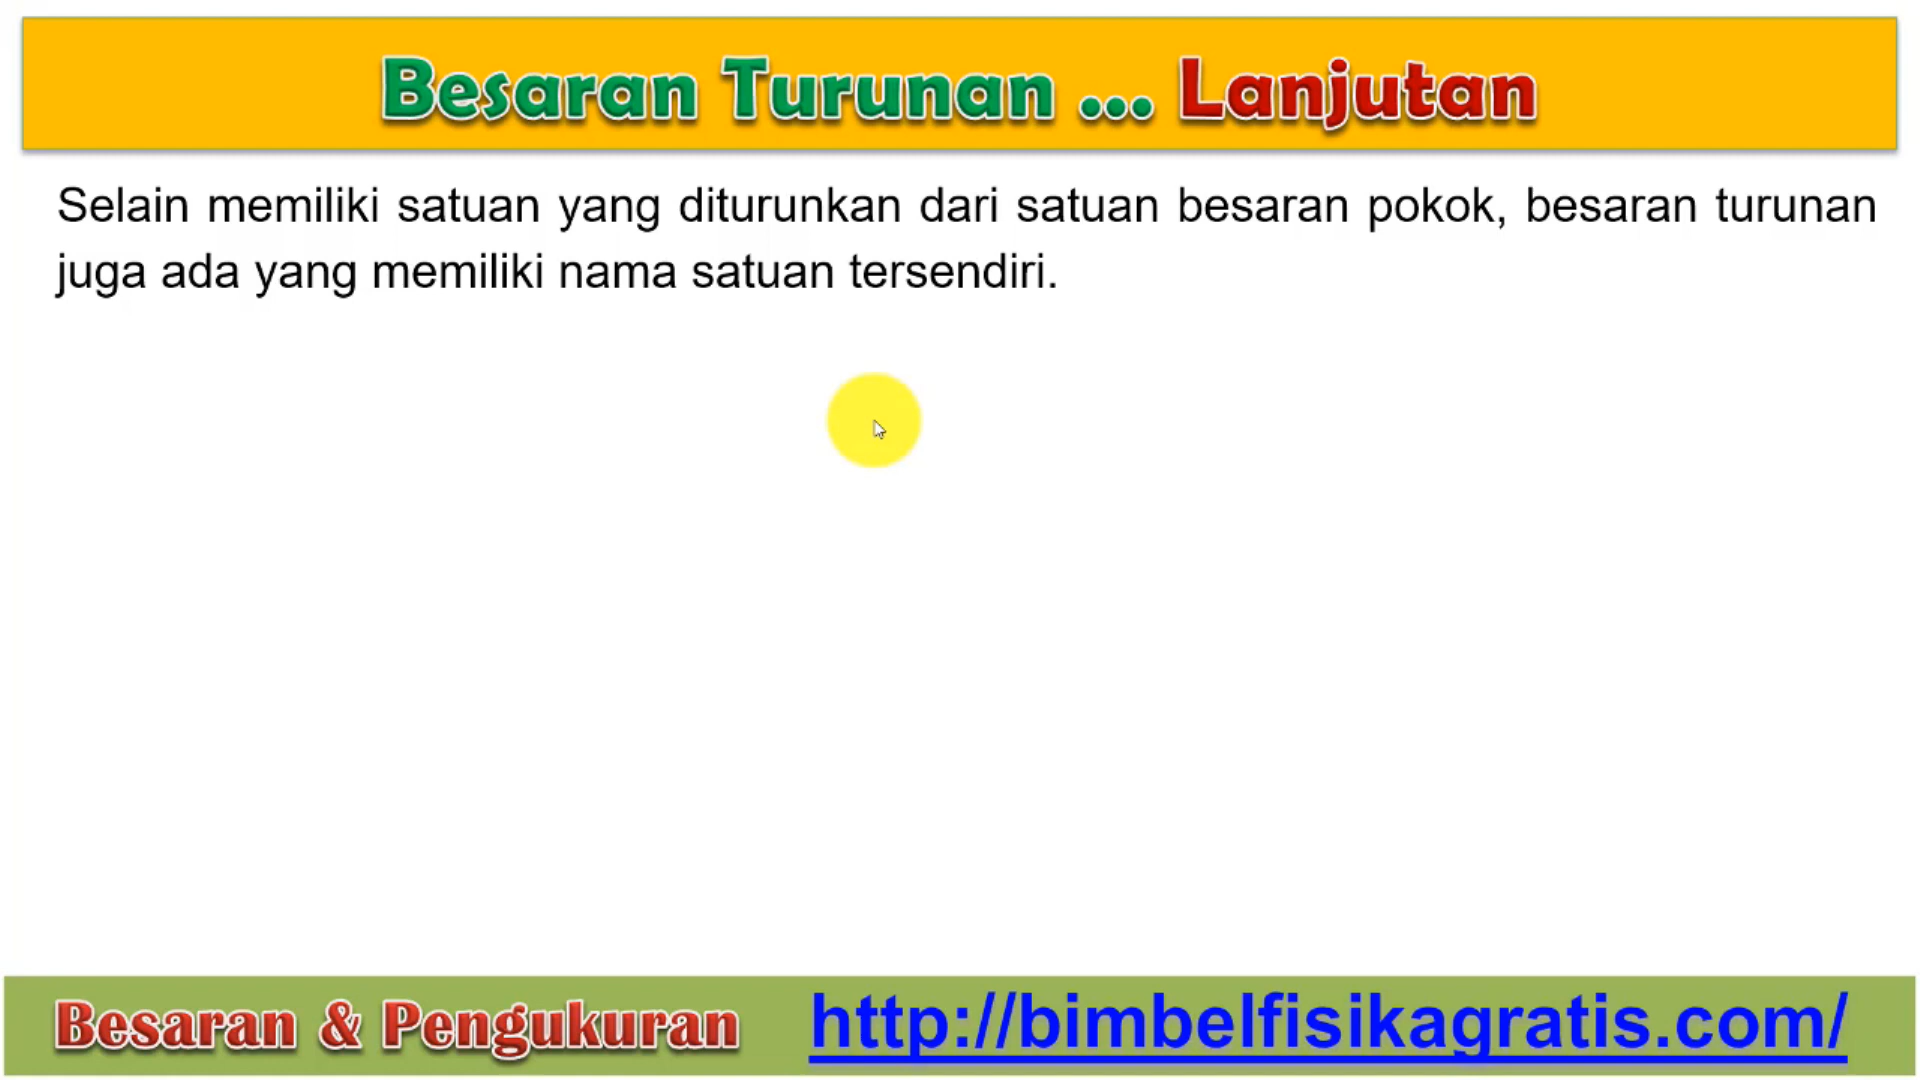 Besaran Turunan ... Lanjutan
Selain memiliki satuan yang diturunkan dari satuan besaran pokok, besaran turunan
juga ada yang memiliki nama satuan tersendiri.
Besaran & Pengukuran
http://bimbelfisikagratis.com/